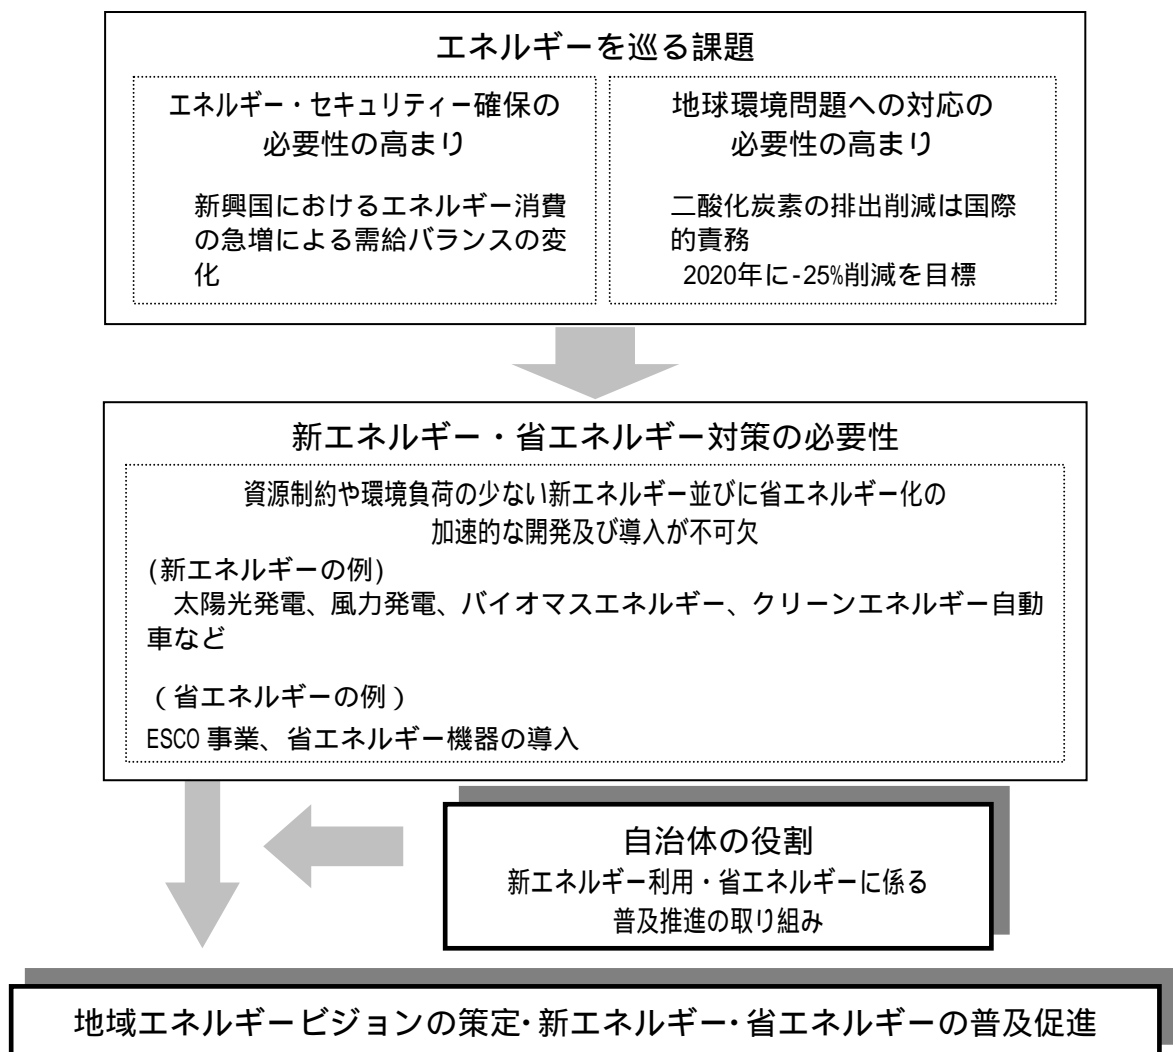 エネルギーを巡る課題
エネルギー・セキュリティー確保の
必要性の高まり
新興国におけるエネルギー消費
の急増による需給バランスの変
化
地球環境問題への対応の
必要性の高まり
二酸化炭素の排出削減は国際
的責務
2020年に-25%削減を目標
新エネルギー・省エネルギー対策の必要性
資源制約や環境負荷の少ない新エネルギー並びに省エネルギー化の
加速的な開発及び導入が不可欠
(新エネルギーの例)
太陽光発電、風力発電、バイオマスエネルギー、クリーンエネルギー自動
車など
（省エネルギーの例）
ESCO 事業、省エネルギー機器の導入
自治体の役割
新エネルギー利用・省エネルギーに係る
普及推進の取り組み
地域エネルギービジョンの策定・新エネルギー・省エネルギーの普及促進